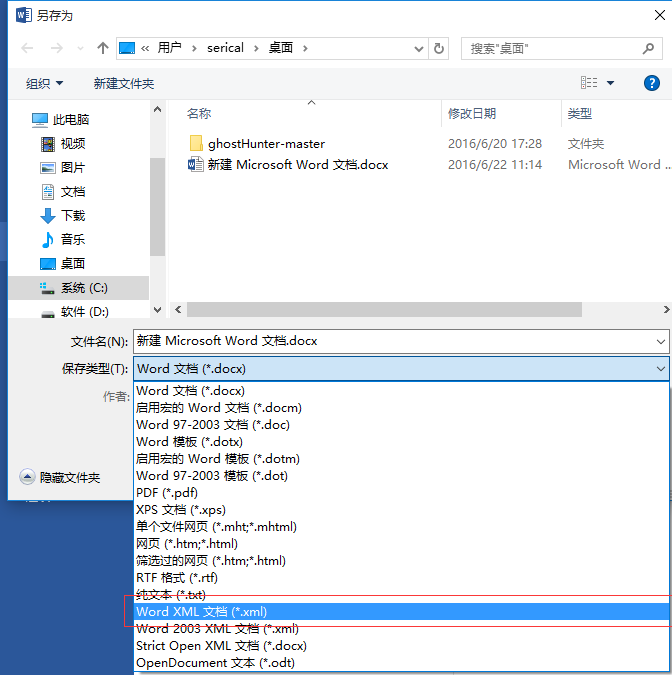 另存为
« 用户 › serical › 桌面 ›
搜索"桌面"
组织 新建文件夹
名称 修改日期 类型
此电脑
视频
图片
文档
下载
音乐
桌面
系统 (C:)
软件 (D:)
ghostHunter-master 2016/6/20 17:28 文件夹
新建 Microsoft Word 文档.docx 2016/6/22 11:14 Microsoft Word ...
文件名(N): 新建 Microsoft Word 文档.docx
保存类型(T): Word 文档 (*.docx)
作者:
隐藏文件夹
Word 文档 (*.docx)
启用宏的 Word 文档 (*.docm)
Word 97-2003 文档 (*.doc)
Word 模板 (*.dotx)
启用宏的 Word 模板 (*.dotm)
Word 97-2003 模板 (*.dot)
PDF (*.pdf)
XPS 文档 (*.xps)
单个文件网页 (*.mht;*.mhtml)
网页 (*.htm;*.html)
筛选过的网页 (*.htm;*.html)
RTF 格式 (*.rtf)
纯文本 (*.txt)
Word XML 文档 (*.xml)
Word 2003 XML 文档 (*.xml)
Strict Open XML 文档 (*.docx)
OpenDocument 文本 (*.odt)